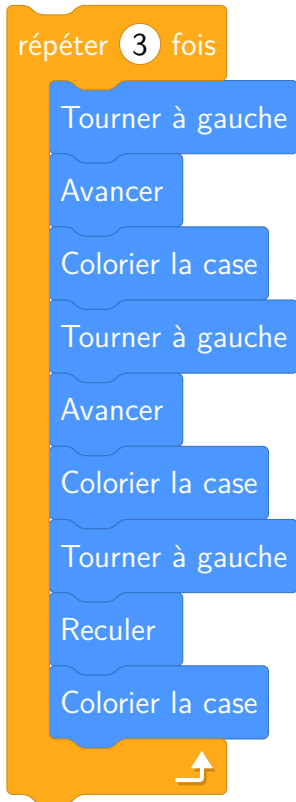 répéter 3 fois
Tourner à gauche
Avancer
Colorier la case
Tourner à gauche
Avancer
Colorier la case
Tourner à gauche
Reculer
Colorier la case